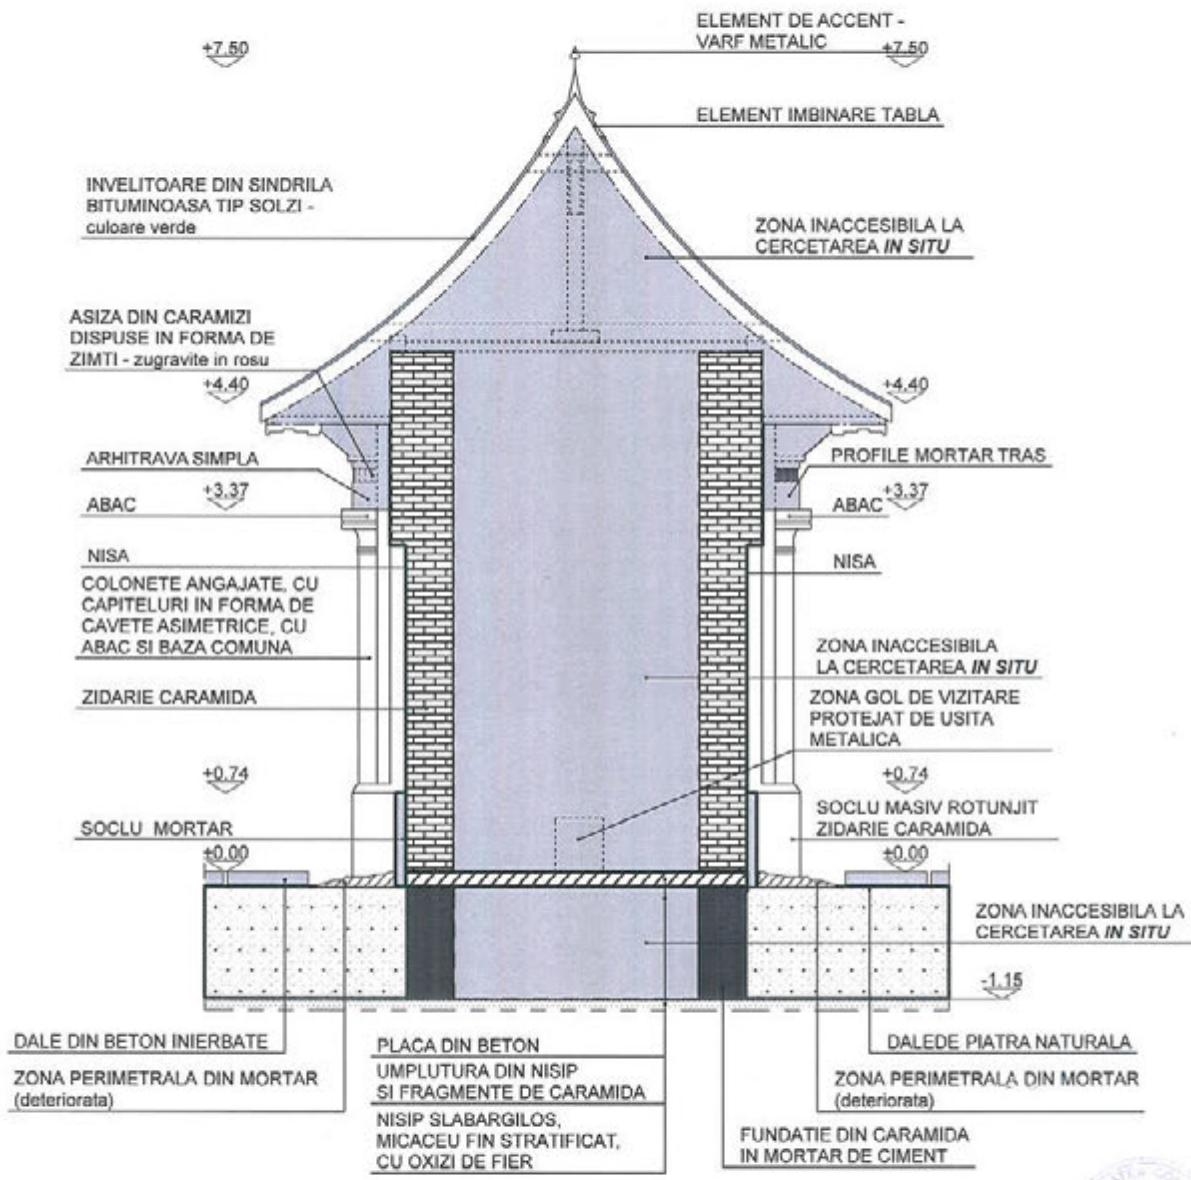 ELEMENT DE ACCENT -
VARF METALIC
+7.50
+7.50
ELEMENT IMBINARE TABLA
INVELITOARE DIN SINDRILA
BITUMINOASA TIP SOLZI -
culoare verde
ZONA INACCESIBILA LA
CERCETAREA IN SITU
ASIZA DIN CARAMIZI
DISPUSE IN FORMA DE
ZIMTI - zugravite in rosu
+4.40
+4.40
ARHITRAVA SIMPLA
PROFILE MORTAR TRAS
+3.37
+3.37
ABAC
ABAC
NISA
NISA
COLONETE ANGAJATE, CU
CAPITELURI IN FORMA DE
CAVETE ASIMETRICE, CU
ABAC SI BAZA COMUNA
ZONA INACCESIBILA
LA CERCETAREA IN SITU
ZIDARIE CARAMIDA
ZONA GOL DE VIZITARE
PROTEJAT DE USITA
METALICA
+0.74
+0.74
SOCLU MORTAR
SOCLU MASIV ROTUNJIT
ZIDARIE CARAMIDA
+0.00
+0.00
ZONA INACCESIBILA LA
CERCETAREA IN SITU
-1.15
DALE DIN BETON INIERBATE
PLACA DIN BETON
DALEDE PIATRA NATURALA
ZONA PERIMETRALA DIN MORTAR
(deteriorata)
UMPLUTURA DIN NISIP
SI FRAGMENTE DE CARAMIDA
ZONA PERIMETRALA DIN MORTAR
(deteriorata)
NISIP SLABARGILOS,
MICACEU FIN STRATIFICAT,
CU OXIZI DE FIER
FUNDATIE DIN CARAMIDA
IN MORTAR DE CIMENT